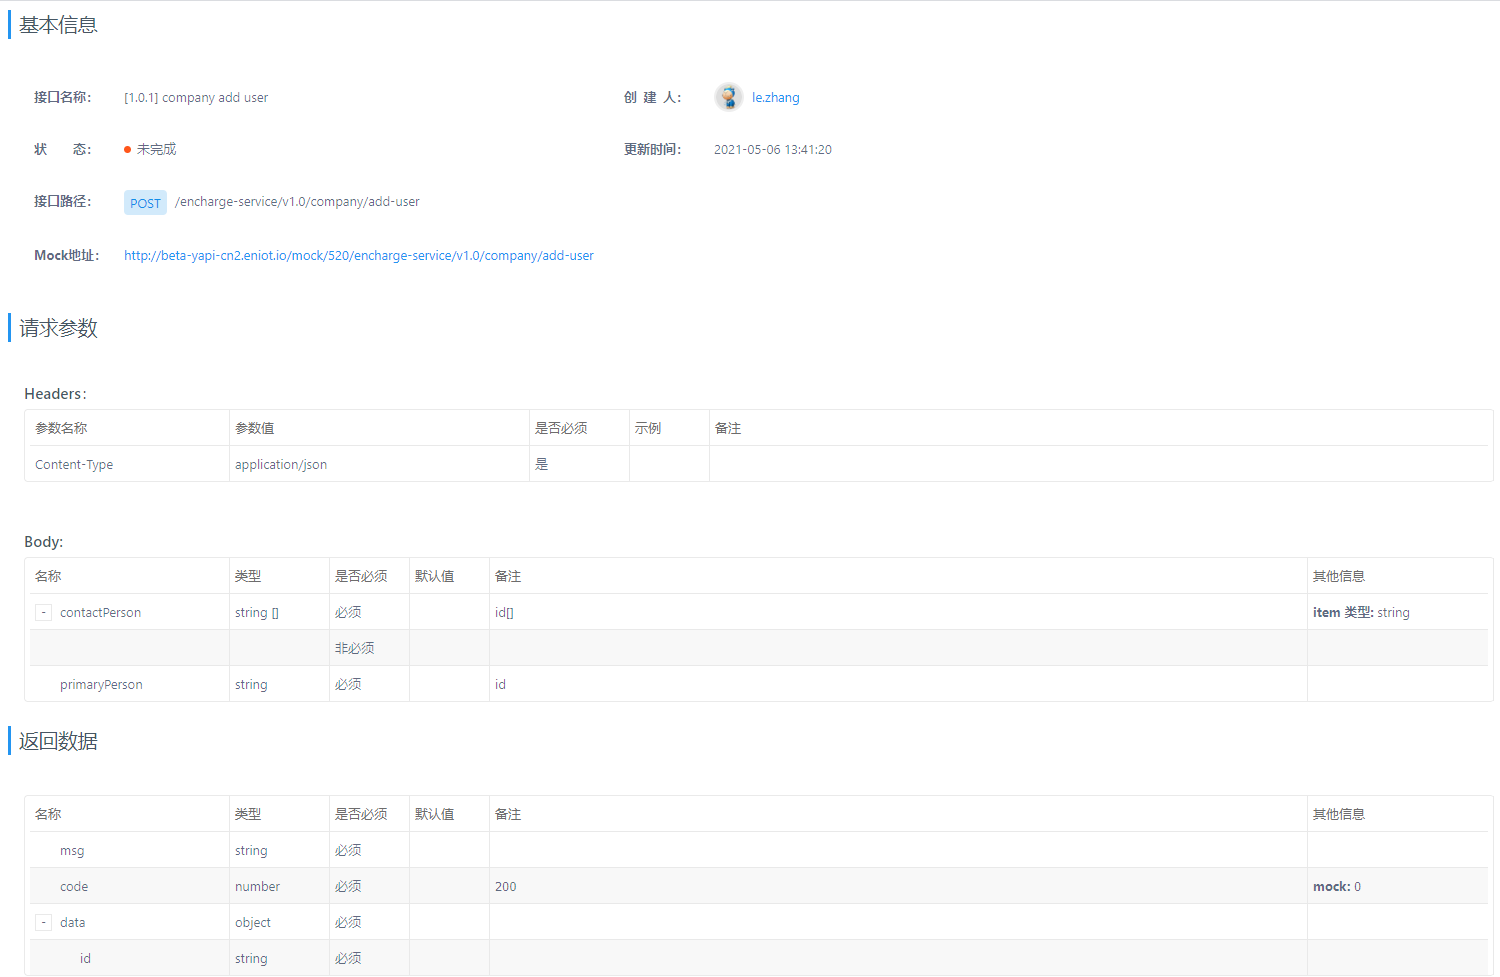 基本信息
接口名称： [1.0.1] company add user 创 建 人： le.zhang
状 态： 未完成 更新时间： 2021-05-06 13:41:20
接口路径： POST /encharge-service/v1.0/company/add-user
Mock地址： http://beta-yapi-cn2.eniot.io/mock/520/encharge-service/v1.0/company/add-user
请求参数
Headers：
参数名称 参数值 是否必须 示例 备注
Content-Type application/json 是
Body:
名称 类型 是否必须 默认值 备注 其他信息
- contactPerson string [] 必须 id[] item 类型: string
非必须
primaryPerson string 必须 id
返回数据
名称 类型 是否必须 默认值 备注 其他信息
msg string 必须
code number 必须 200 mock: 0
- data object 必须
id string 必须